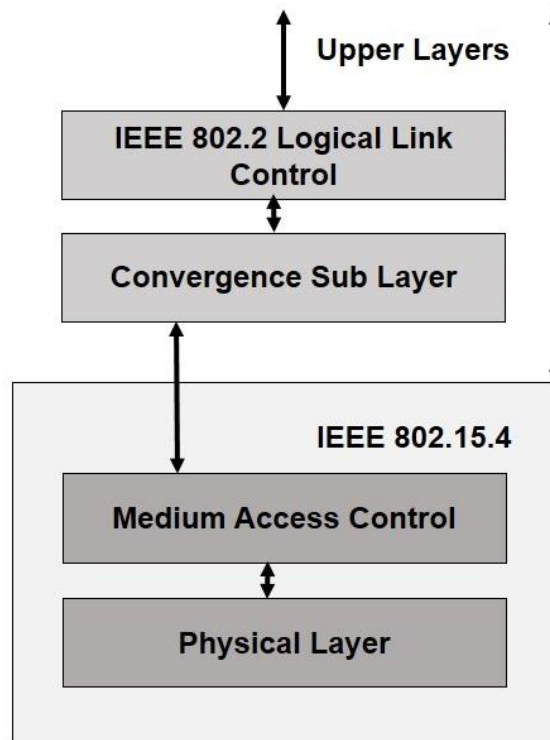 Upper Layers
IEEE 802.2 Logical Link
Control
Convergence Sub Layer
IEEE 802.15.4
Medium Access Control
Physical Layer